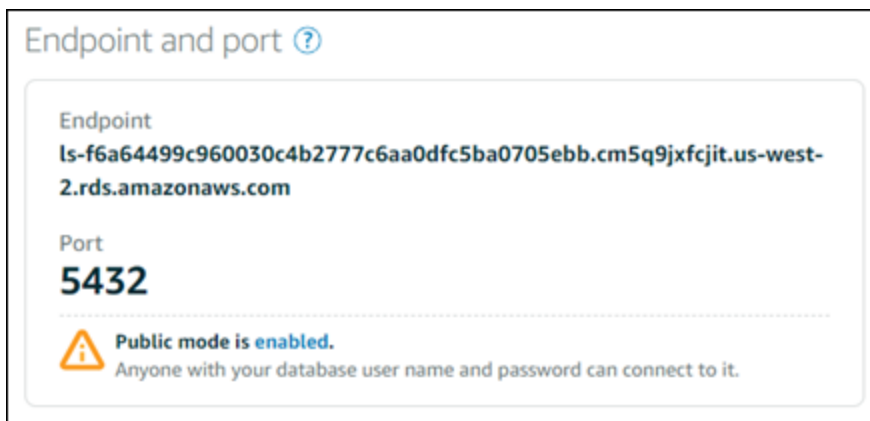 Endpoint and port ?
Endpoint
ls-f6a64499c960030c4b2777c6aa0dfc5ba0705ebb.cm5q9jxfcjit.us-west-
2.rds.amazonaws.com
Port
5432
Public mode is enabled.
Anyone with your database user name and password can connect to it.